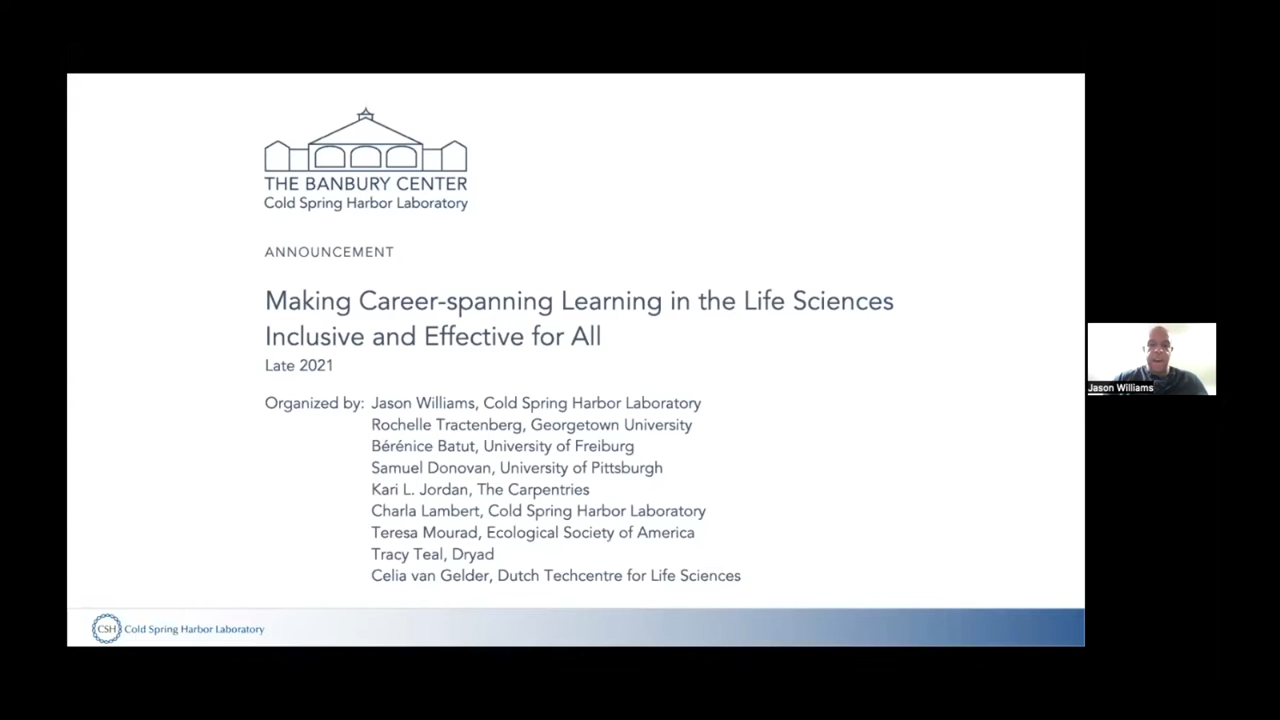 THE BANBURY CENTER
Cold Spring Harbor Laboratory
ANNOUNCEMENT
Making Career-spanning Learning in the Life Sciences
Inclusive and Effective for All
Late 2021
Organized by: Jason Williams, Cold Spring Harbor Laboratory
Rochelle Tractenberg, Georgetown University
Bérénice Batut, University of Freiburg
Samuel Donovan, University of Pittsburgh
Kari L. Jordan, The Carpentries
Charla Lambert, Cold Spring Harbor Laboratory
Teresa Mourad, Ecological Society of America
Tracy Teal, Dryad
Celia van Gelder, Dutch Techcentre for Life Sciences
CSH Cold Spring Harbor Laboratory
Jason Williams